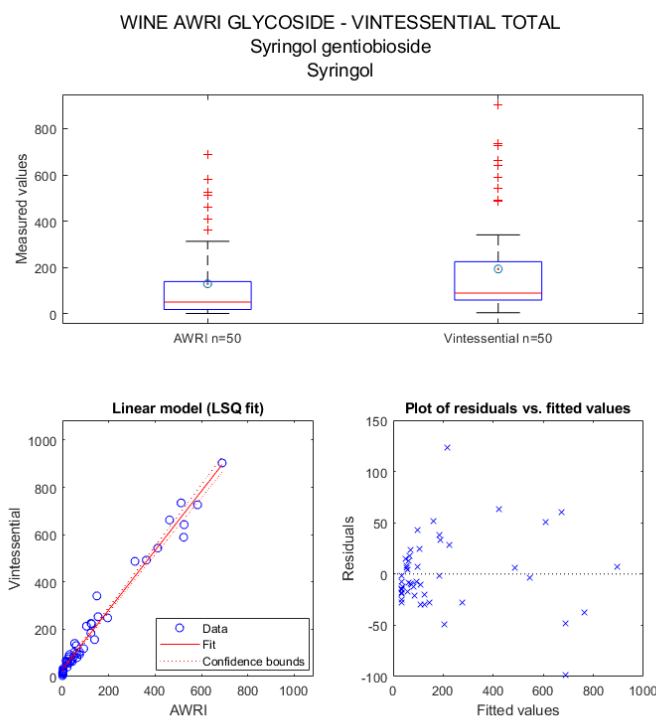 WINE AWRI GLYCOSIDE - VINTESSENTIAL TOTAL
Syringol gentiobioside
Syringol
Measured values
800
600
400
200
0
AWRI n=50
Vintessential n=50
Linear model (LSQ fit)
Vintessential
1000
800
600
400
200
0
Data
Fit
Confidence bounds
0
200
400
600
800
1000
AWRI
Plot of residuals vs. fitted values
Residuals
150
100
50
0
-50
-100
0
200
400
600
800
1000
Fitted values